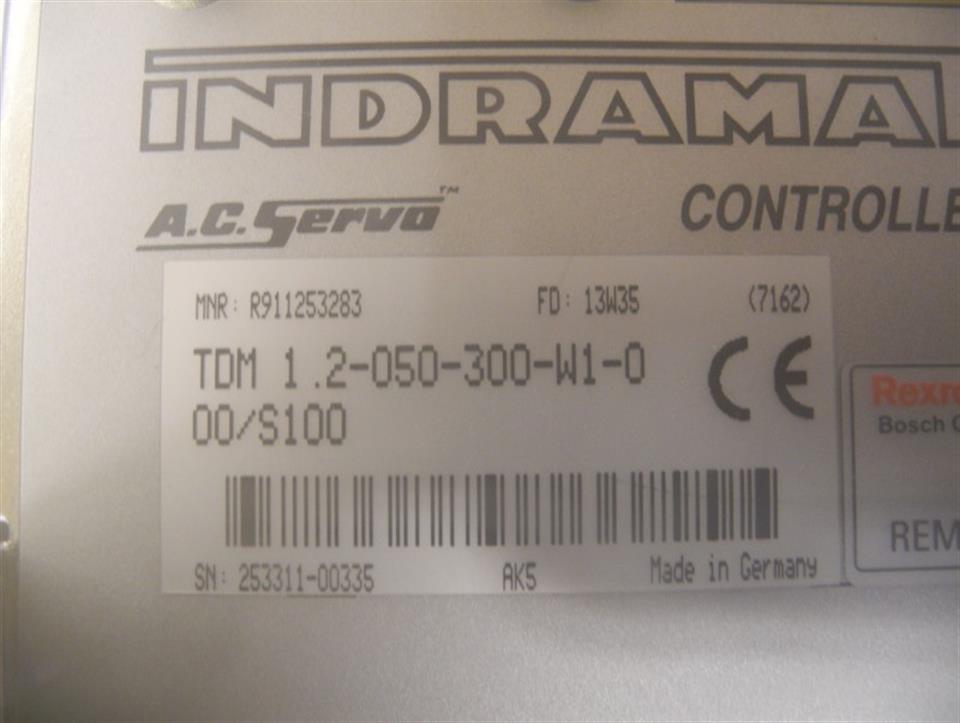 INDRAMA
A.C. Servo™
CONTROLLE
MNR: R911253283 FD: 13W35 (7162)
TDM 1.2-050-300-W1-0
00/S100
CE
SN: 253311-00335 AK5 Made in Germany
Rexro
Bosch G
REM